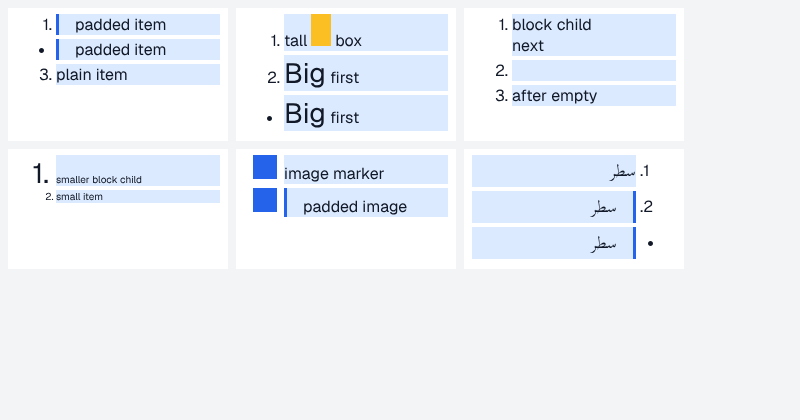 1. padded item
• padded item
3. plain item
1. tall box
2. Big first
• Big first
1. block child
next
2.
3. after empty
1. smaller block child
2. small item
image marker
padded image
1. سطر
2. سطر
• سطر